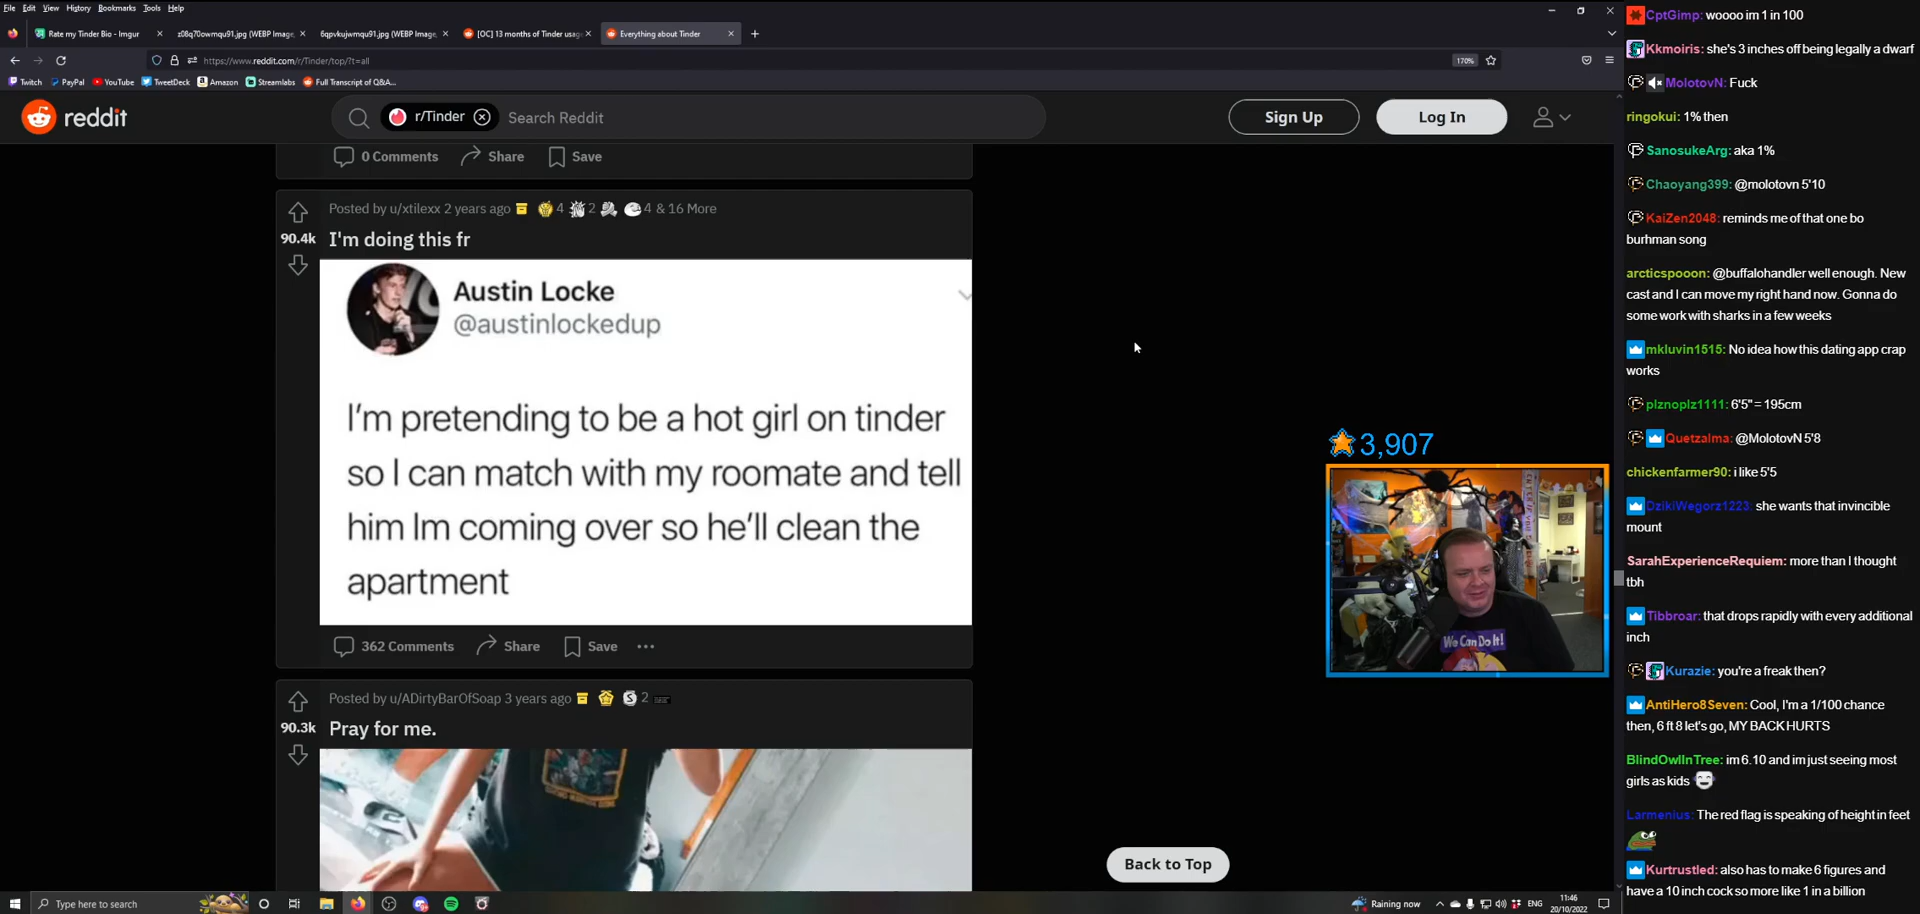 File Edit View History Bookmarks Tools Help
Rate my Tinder Bio - Imgur
z08q70owmqu91.jpg (WEBP Image,
6qpvkujwmqu91.jpg (WEBP Image,
[OC] 13 months of Tinder usag
Everything about Tinder
https://www.reddit.com/r/Tinder/top/?t=all
170%
Twitch PayPal YouTube TweetDeck Amazon Streamlabs Full Transcript of Q&A...
reddit
r/Tinder
Search Reddit
Sign Up
Log In
0 Comments Share Save
Posted by u/xtilexx 2 years ago 4 2 4 & 16 More
90.4k
I'm doing this fr
Austin Locke
@austinlockedup
I'm pretending to be a hot girl on tinder
so I can match with my roomate and tell
him Im coming over so he'll clean the
apartment
362 Comments Share Save
Posted by u/ADirtyBarOfSoap 3 years ago 2
90.3k
Pray for me.
Back to Top
3,907
We Can Do It!
CptGimp: woooo im 1 in 100
Kkmoiris: she's 3 inches off being legally a dwarf
MolotovN: Fuck
ringokui: 1% then
SanosukeArg: aka 1%
Chaoyang399: @molotovn 5'10
KaiZen2048: reminds me of that one bo
burhman song
arcticspooon: @buffalohandler well enough. New
cast and I can move my right hand now. Gonna do
some work with sharks in a few weeks
mkluvin1515: No idea how this dating app crap
works
plznoplz1111: 6'5" = 195cm
Quetzalma: @MolotovN 5'8
chickenfarmer90: i like 5'5
DzikiWegorz1223: she wants that invincible
mount
SarahExperienceRequiem: more than I thought
tbh
Tibbroar: that drops rapidly with every additional
inch
Kurazie: you're a freak then?
AntiHero8Seven: Cool, I'm a 1/100 chance
then, 6 ft 8 let's go, MY BACK HURTS
BlindOwlInTree: im 6.10 and im just seeing most
girls as kids
Larmenius: The red flag is speaking of height in feet
Kurtrustled: also has to make 6 figures and
have a 10 inch cock so more like 1 in a billion
Type here to search
Raining now
ENG
11:46
20/10/2022